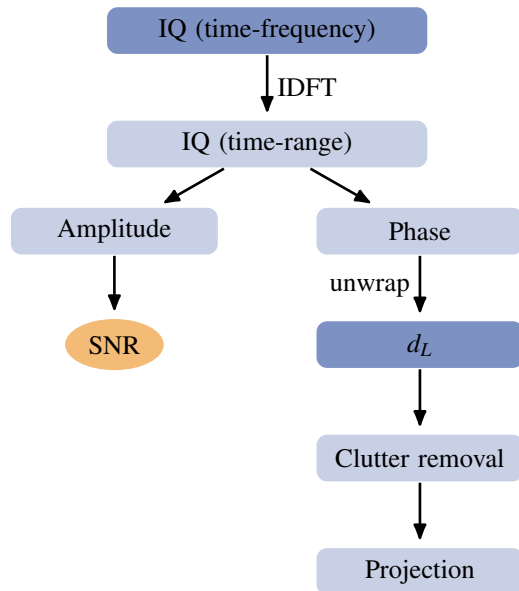 IQ (time-frequency)
IDFT
IQ (time-range)
Amplitude
Phase
unwrap
SNR
d_L
Clutter removal
Projection